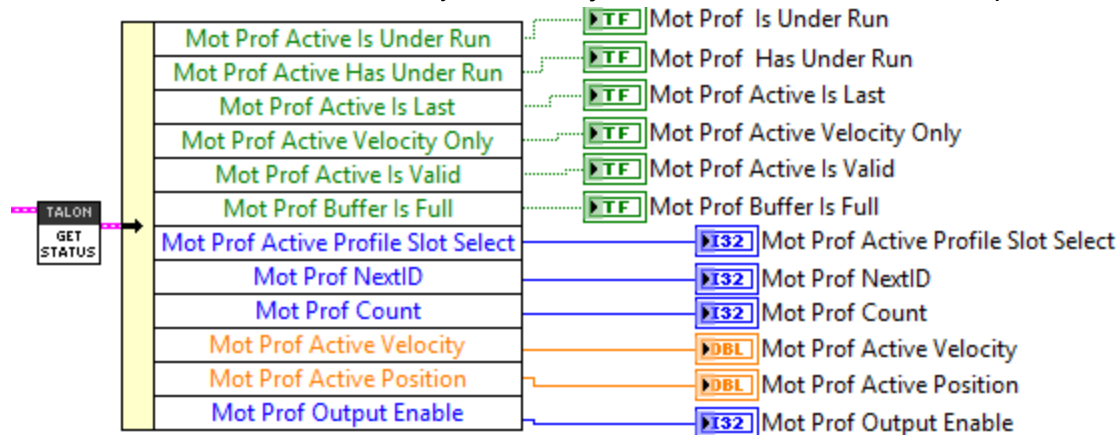 Mot Prof Active Is Under Run
TF Mot Prof  Is Under Run
Mot Prof Active Has Under Run
TF Mot Prof  Has Under Run
Mot Prof Active Is Last
TF Mot Prof Active Is Last
Mot Prof Active Velocity Only
TF Mot Prof Active Velocity Only
Mot Prof Active Is Valid
TF Mot Prof Active Is Valid
TALON
GET
STATUS
Mot Prof Buffer Is Full
TF Mot Prof Buffer Is Full
Mot Prof Active Profile Slot Select
I32 Mot Prof Active Profile Slot Select
Mot Prof NextID
I32 Mot Prof NextID
Mot Prof Count
I32 Mot Prof Count
Mot Prof Active Velocity
DBL Mot Prof Active Velocity
Mot Prof Active Position
DBL Mot Prof Active Position
Mot Prof Output Enable
I32 Mot Prof Output Enable